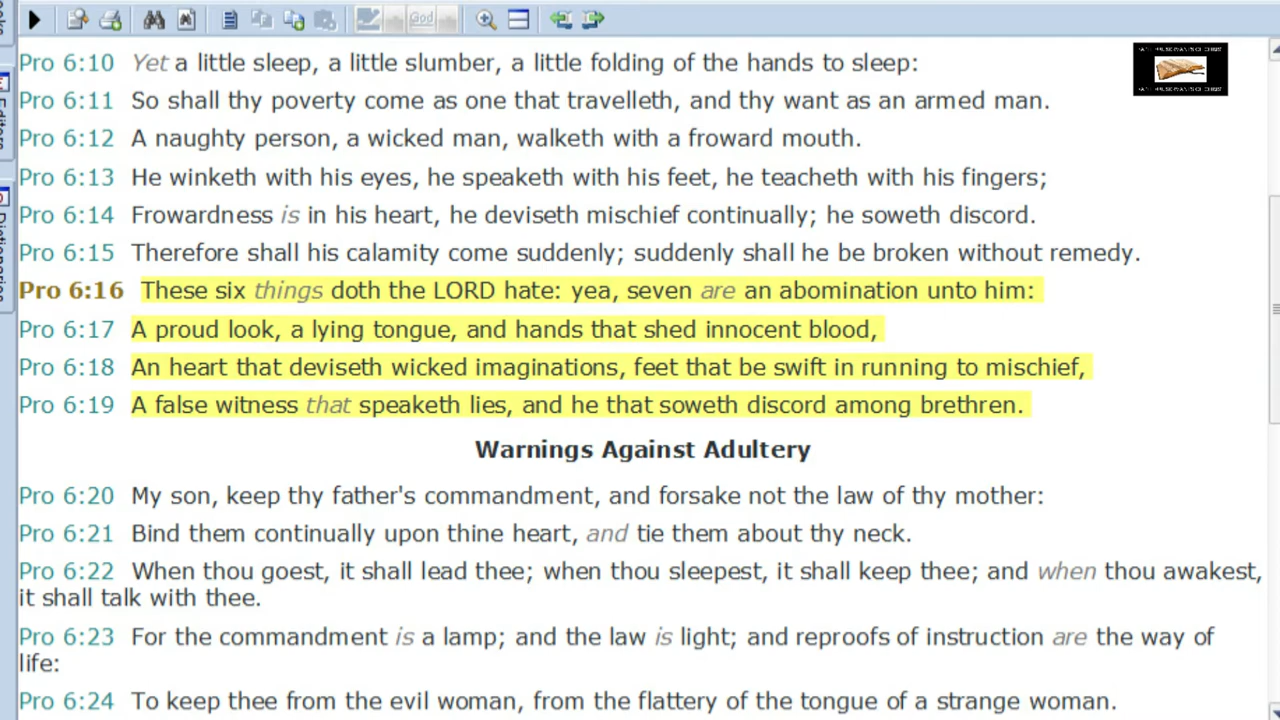 God
Pro 6:10 Yet a little sleep, a little slumber, a little folding of the hands to sleep:
Pro 6:11 So shall thy poverty come as one that travelleth, and thy want as an armed man.
Pro 6:12 A naughty person, a wicked man, walketh with a froward mouth.
Pro 6:13 He winketh with his eyes, he speaketh with his feet, he teacheth with his fingers;
Pro 6:14 Frowardness is in his heart, he deviseth mischief continually; he soweth discord.
Pro 6:15 Therefore shall his calamity come suddenly; suddenly shall he be broken without remedy.
Pro 6:16 These six things doth the LORD hate: yea, seven are an abomination unto him:
Pro 6:17 A proud look, a lying tongue, and hands that shed innocent blood,
Pro 6:18 An heart that deviseth wicked imaginations, feet that be swift in running to mischief,
Pro 6:19 A false witness that speaketh lies, and he that soweth discord among brethren.
Warnings Against Adultery
Pro 6:20 My son, keep thy father's commandment, and forsake not the law of thy mother:
Pro 6:21 Bind them continually upon thine heart, and tie them about thy neck.
Pro 6:22 When thou goest, it shall lead thee; when thou sleepest, it shall keep thee; and when thou awakest,
it shall talk with thee.
Pro 6:23 For the commandment is a lamp; and the law is light; and reproofs of instruction are the way of
life:
Pro 6:24 To keep thee from the evil woman, from the flattery of the tongue of a strange woman.
Editors